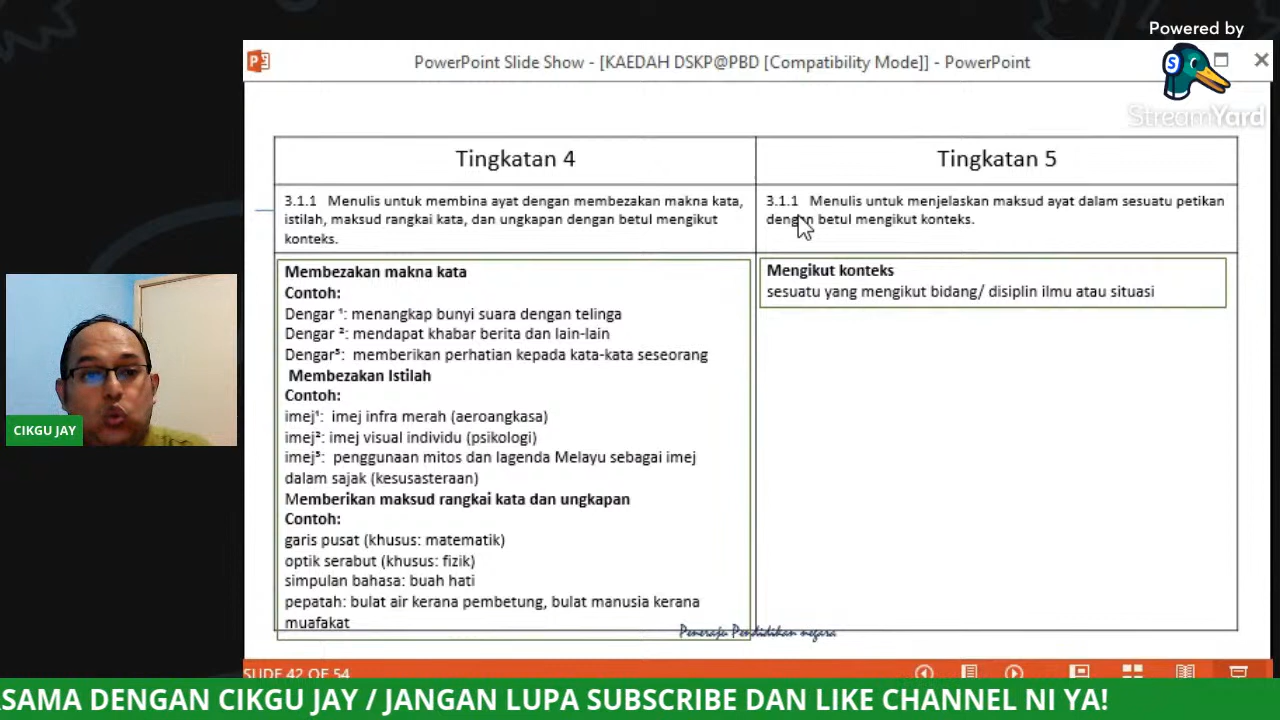 Powered by
PowerPoint Slide Show - [KAEDAH DSKP@PBD [Compatibility Mode]] - PowerPoint
S
StreamYard
Tingkatan 4
Tingkatan 5
3.1.1 Menulis untuk membina ayat dengan membezakan makna kata,
istilah, maksud rangkai kata, dan ungkapan dengan betul mengikut
konteks.
3.1.1 Menulis untuk menjelaskan maksud ayat dalam sesuatu petikan
dengan betul mengikut konteks.
Membezakan makna kata
Contoh:
Dengar ¹: menangkap bunyi suara dengan telinga
Dengar ²: mendapat khabar berita dan lain-lain
Dengar³: memberikan perhatian kepada kata-kata seseorang
Membezakan Istilah
Contoh:
imej¹: imej infra merah (aeroangkasa)
imej²: imej visual individu (psikologi)
imej³: penggunaan mitos dan lagenda Melayu sebagai imej
dalam sajak (kesusasteraan)
Memberikan maksud rangkai kata dan ungkapan
Contoh:
garis pusat (khusus: matematik)
optik serabut (khusus: fizik)
simpulan bahasa: buah hati
pepatah: bulat air kerana pembetung, bulat manusia kerana
muafakat
Mengikut konteks
sesuatu yang mengikut bidang/ disiplin ilmu atau situasi
Peneraju Pendidikan negara
CIKGU JAY
SLIDE 42 OF 54
SAMA DENGAN CIKGU JAY / JANGAN LUPA SUBSCRIBE DAN LIKE CHANNEL NI YA!